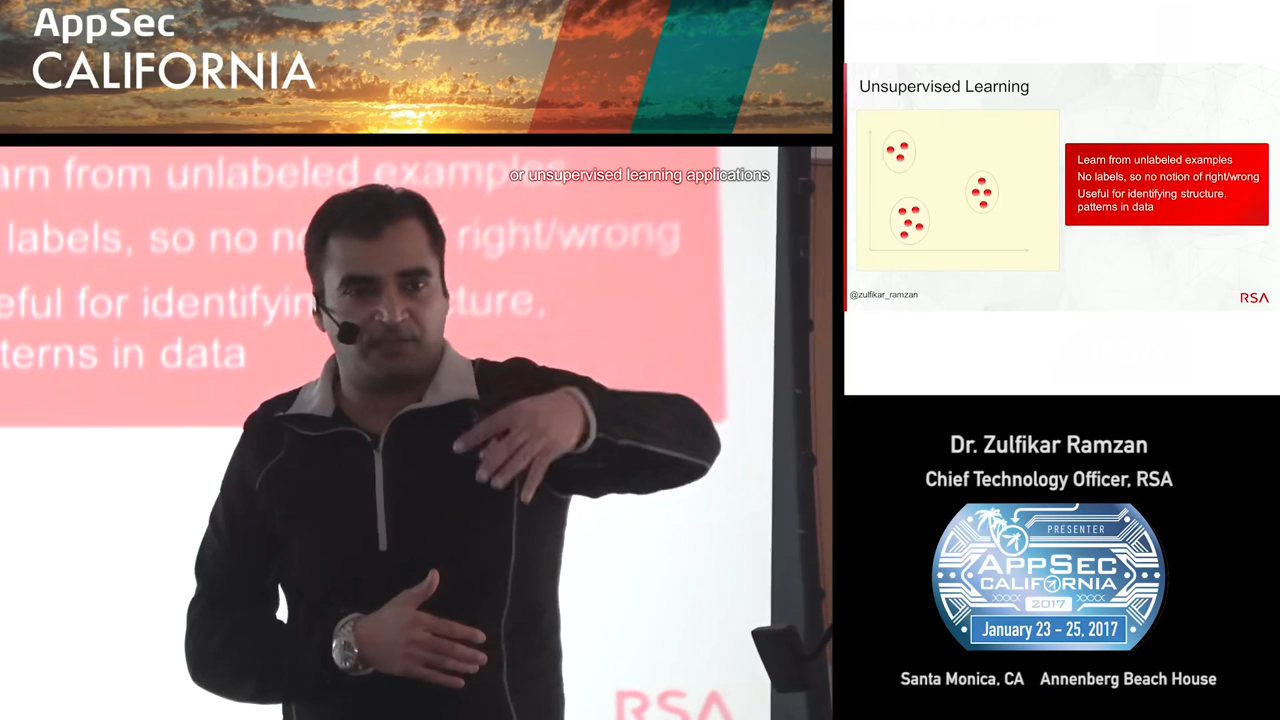 AppSec
CALIFORNIA
arn from unlabeled examples
labels, so no no right/wrong
eful for identifyin ture,
terns in data
RSA
or unsupervised learning applications
Unsupervised Learning
Learn from unlabeled examples
No labels, so no notion of right/wrong
Useful for identifying structure,
patterns in data
@zulfikar_ramzan
RSA
Dr. Zulfikar Ramzan
Chief Technology Officer, RSA
PRESENTER
APPSEC
CALIFORNIA
2017
January 23 - 25, 2017
Santa Monica, CA Annenberg Beach House